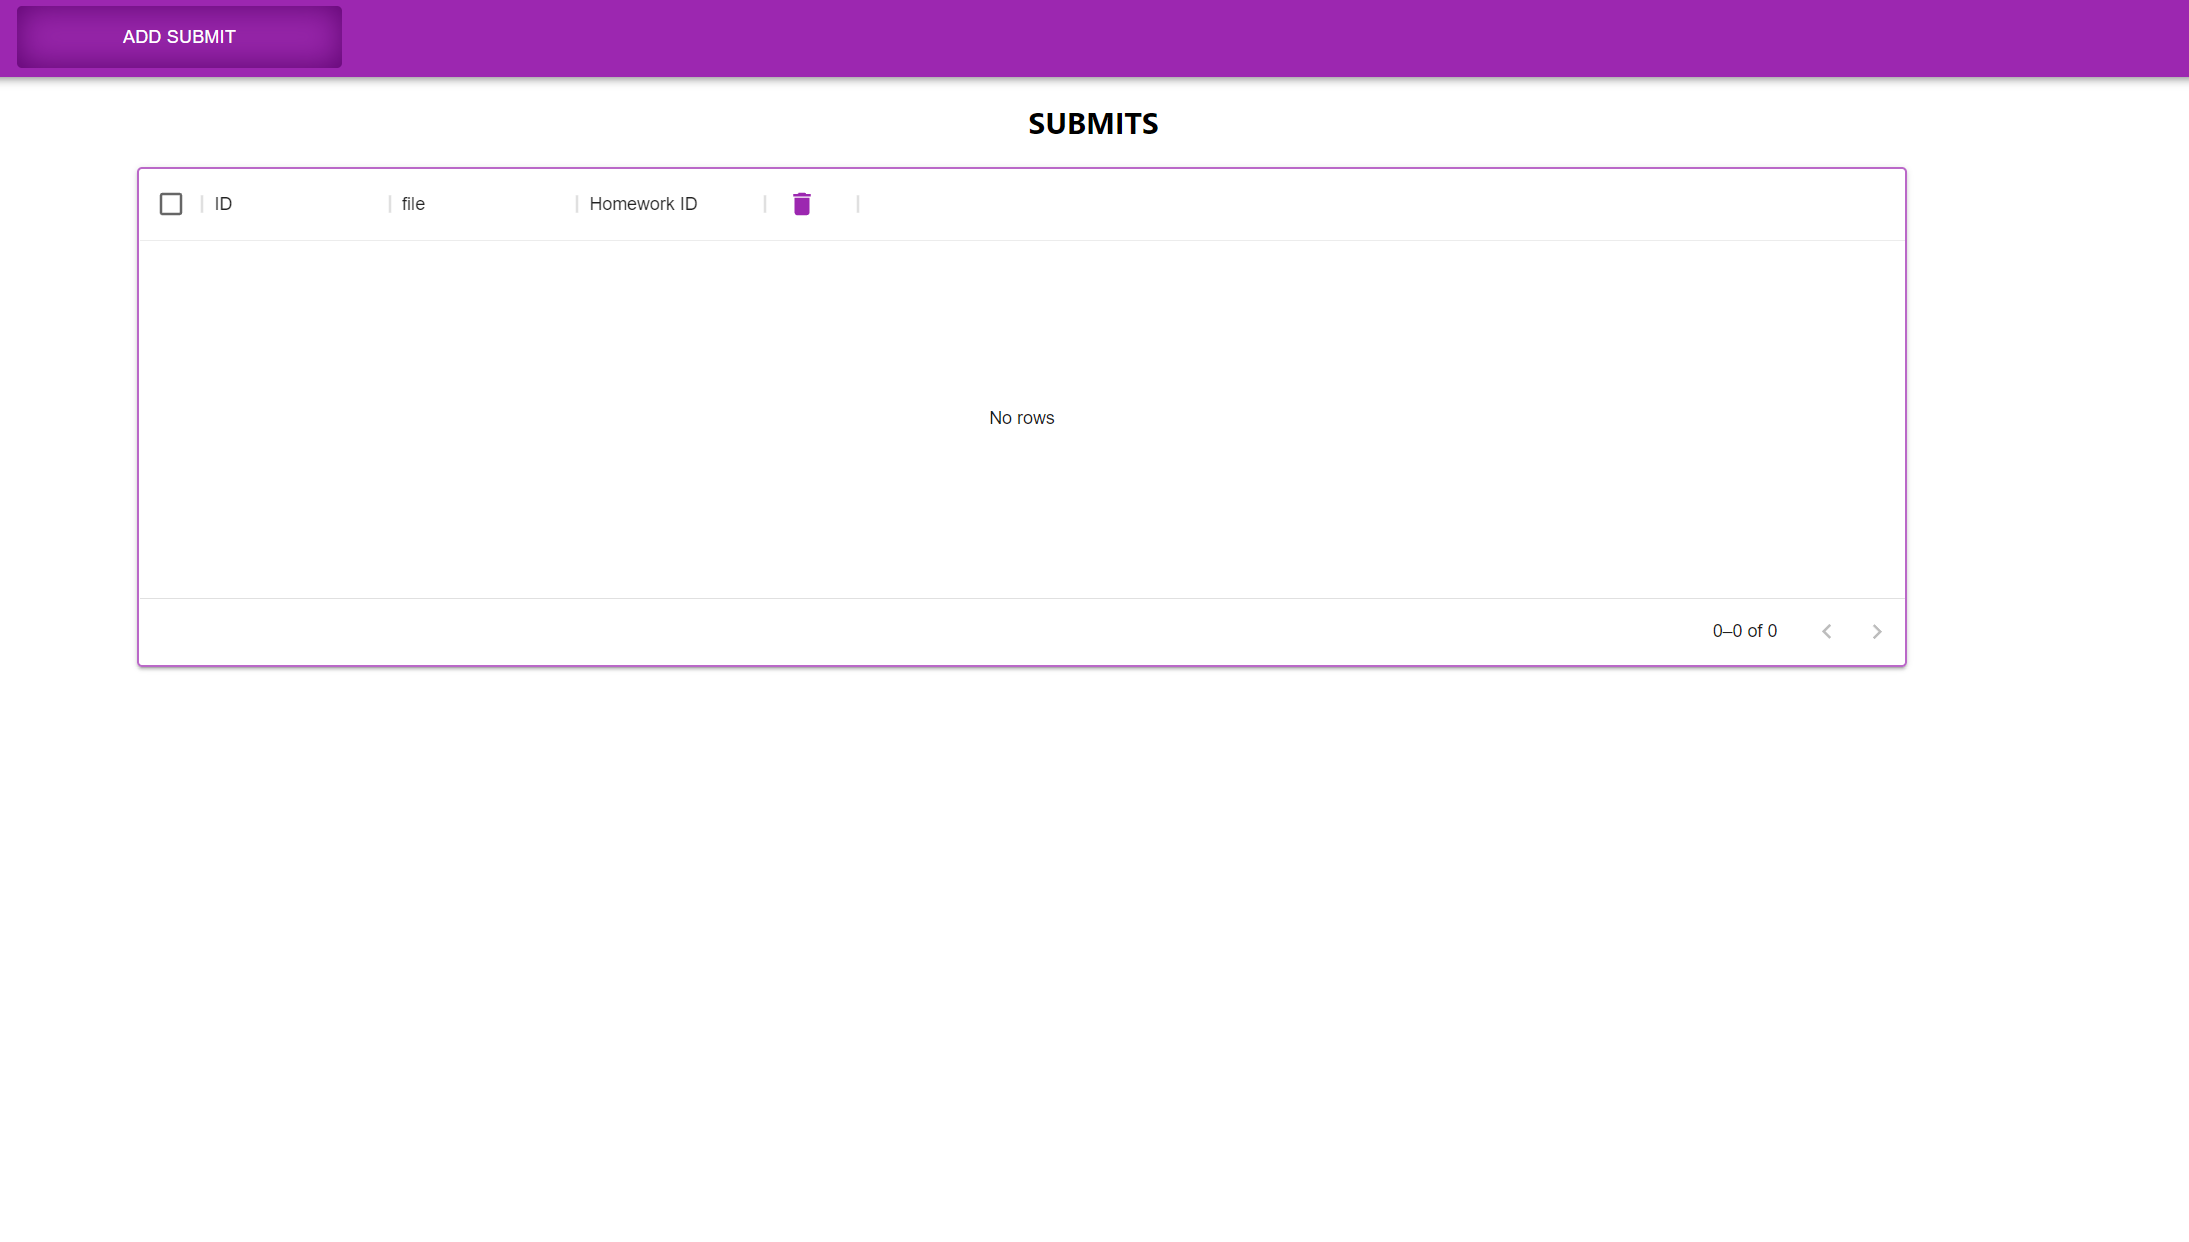 ADD SUBMIT
SUBMITS
ID file Homework ID
No rows
0–0 of 0